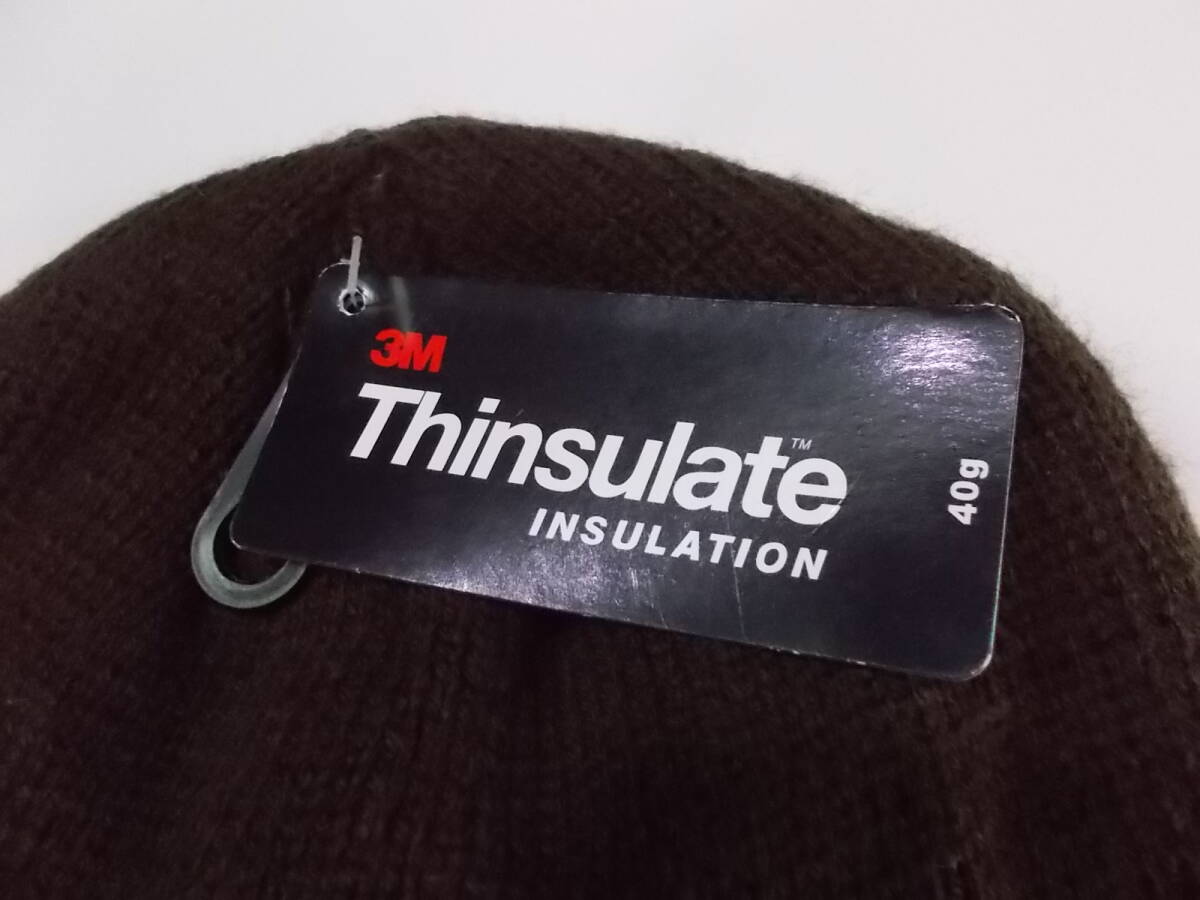 3M
Thinsulate™
INSULATION
40g